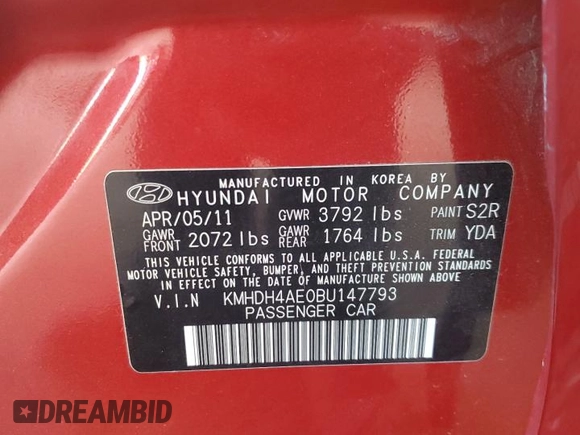 MANUFACTURED IN KOREA BY
HYUNDAI MOTOR COMPANY
APR/05/11 GVWR 3792 lbs PAINT S2R
GAWR FRONT 2072 lbs GAWR REAR 1764 lbs TRIM YDA
THIS VEHICLE CONFORMS TO ALL APPLICABLE U.S.A. FEDERAL
MOTOR VEHICLE SAFETY, BUMPER, AND THEFT PREVENTION STANDARDS
IN EFFECT ON THE DATE OF MANUFACTURE SHOWN ABOVE
V.I.N KMHDH4AE0BU147793
PASSENGER CAR
DREAMBID